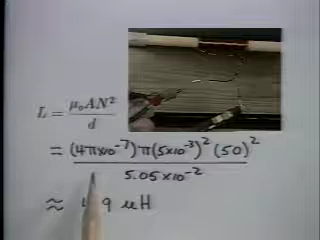 L = μ₀AN²/d
= (4π×10⁻⁷)π(5×10⁻³)²(50)²
5.05×10⁻²
≈ 9 μH